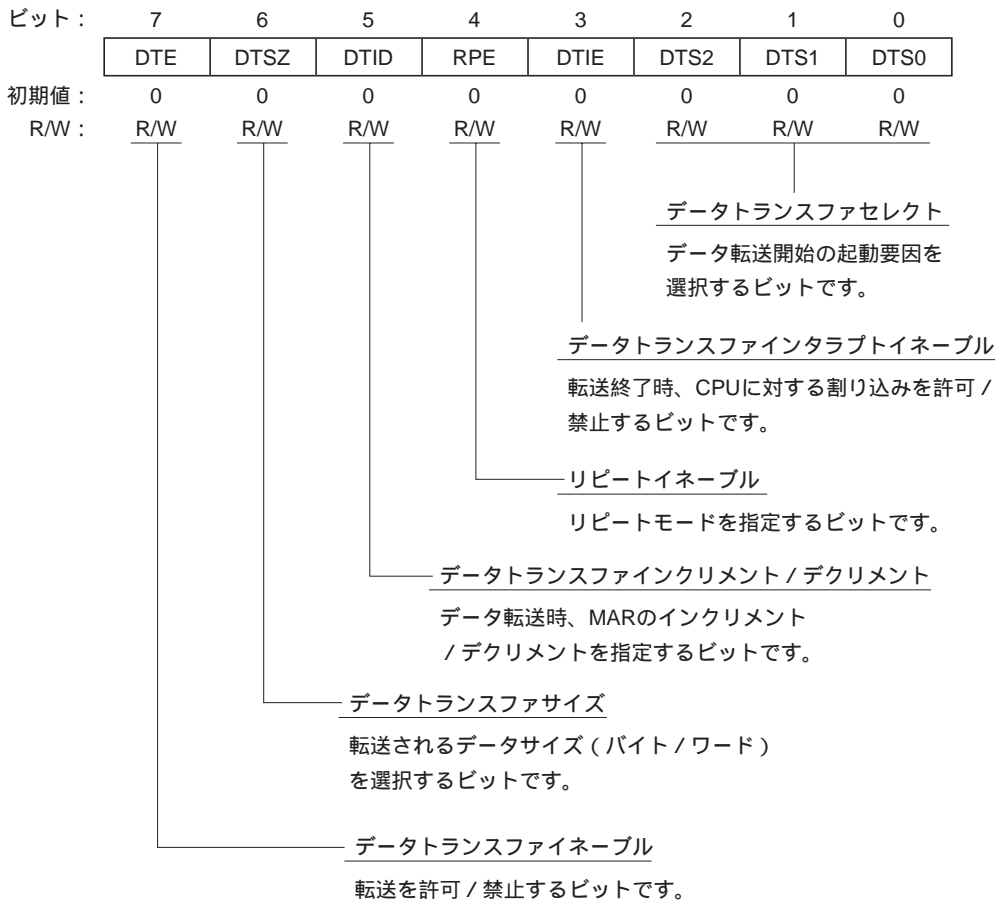 ビット： 7 6 5 4 3 2 1 0
DTE DTSZ DTID RPE DTIE DTS2 DTS1 DTS0
初期値： 0 0 0 0 0 0 0 0
R/W： R/W R/W R/W R/W R/W R/W R/W R/W
データトランスファセレクト
データ転送開始の起動要因を
選択するビットです。
データトランスファインタラプトイネーブル
転送終了時、CPUに対する割り込みを許可／
禁止するビットです。
リピートイネーブル
リピートモードを指定するビットです。
データトランスファインクリメント／デクリメント
データ転送時、MARのインクリメント
／デクリメントを指定するビットです。
データトランスファサイズ
転送されるデータサイズ（バイト／ワード）
を選択するビットです。
データトランスファイネーブル
転送を許可／禁止するビットです。